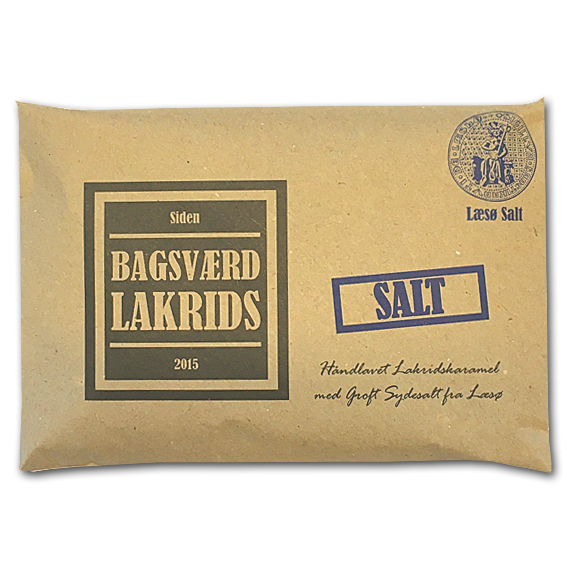 Siden
BAGSVÆRD
LAKRIDS
2015
Læsø Salt
SALT
Håndlavet Lakridskaramel
med Groft Sydesalt fra Læsø